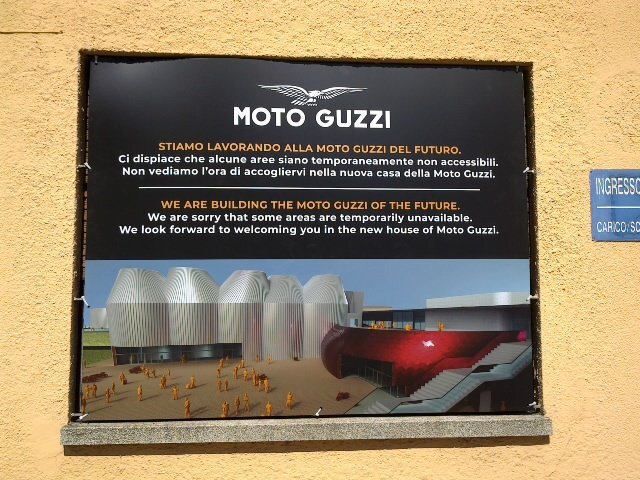 MOTO GUZZI
STIAMO LAVORANDO ALLA MOTO GUZZI DEL FUTURO.
Ci dispiace che alcune aree siano temporaneamente non accessibili.
Non vediamo l'ora di accogliervi nella nuova casa della Moto Guzzi.
WE ARE BUILDING THE MOTO GUZZI OF THE FUTURE.
We are sorry that some areas are temporarily unavailable.
We look forward to welcoming you in the new house of Moto Guzzi.
INGRESSO
CARICO/SC